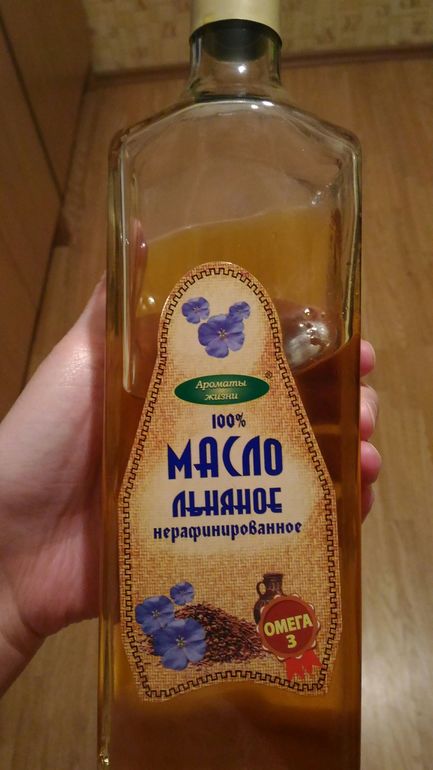 Ароматы
жизни
®
100%
МАСЛО
ЛЬНЯНОЕ
нерафинированное
ОМЕГА
3